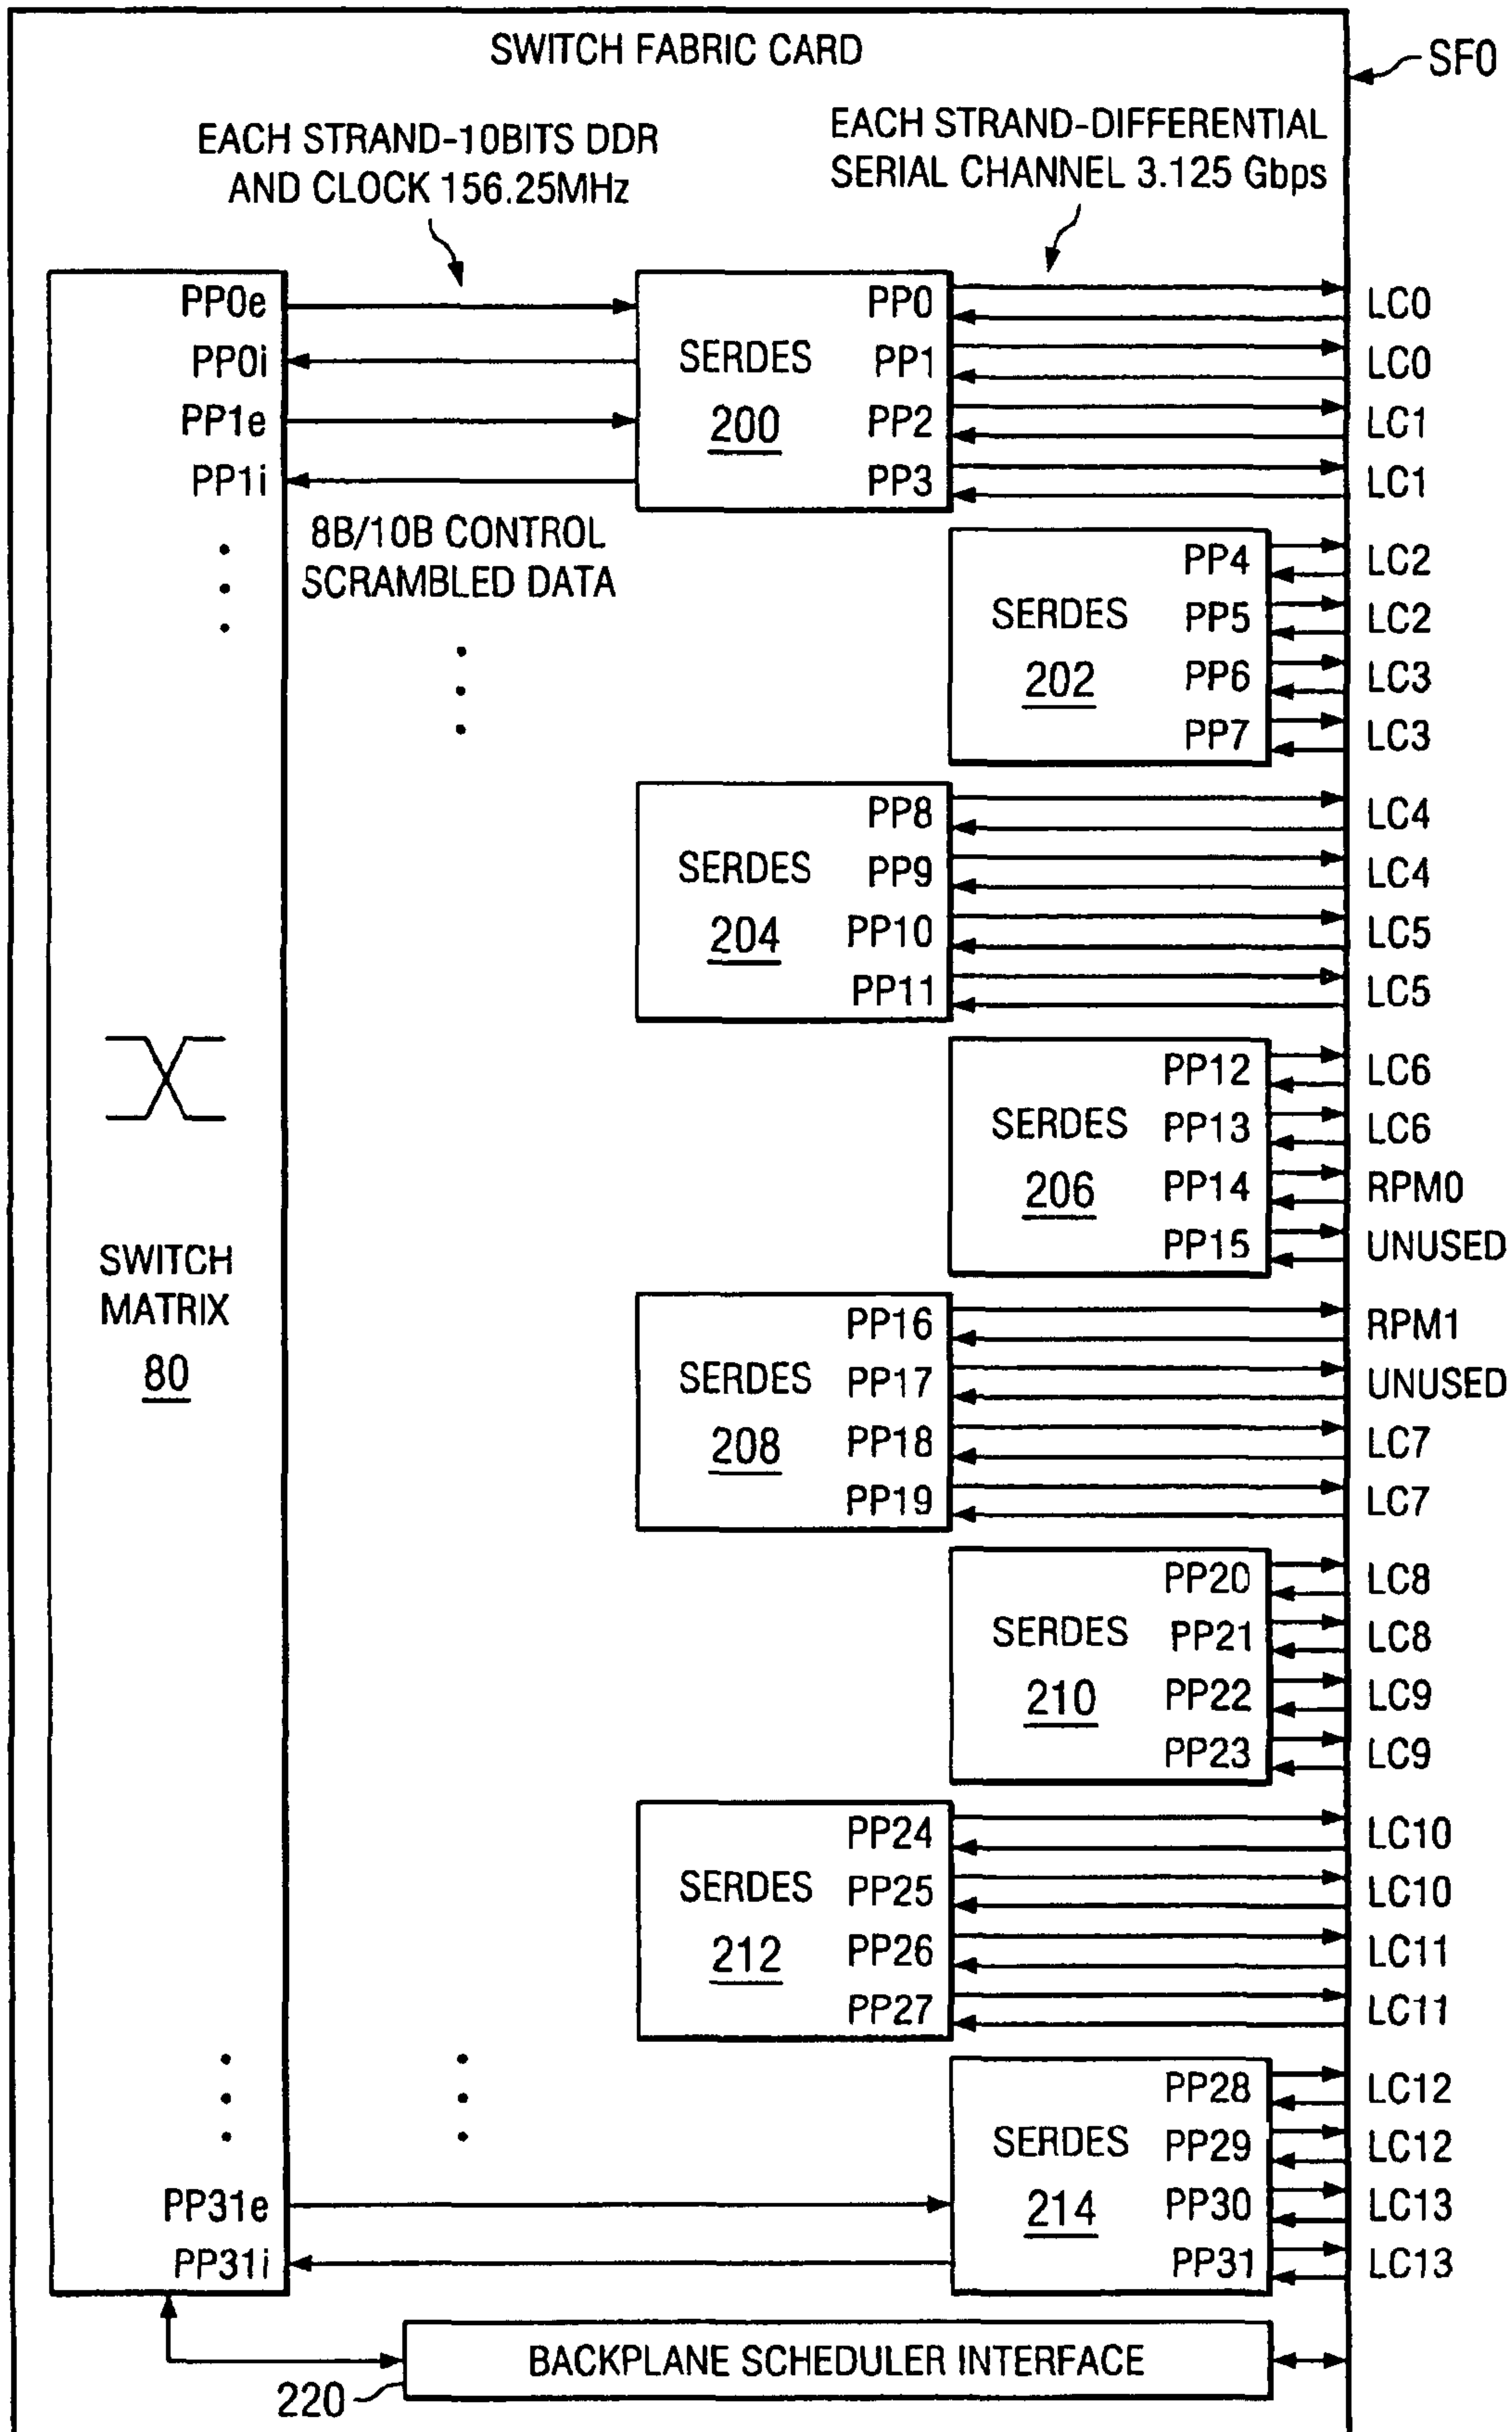 SWITCH FABRIC CARD
SF0
EACH STRAND-10BITS DDR
AND CLOCK 156.25MHz
EACH STRAND-DIFFERENTIAL
SERIAL CHANNEL 3.125 Gbps
PP0e
PP0i
PP1e
PP1i
8B/10B CONTROL
SCRAMBLED DATA
SWITCH
MATRIX
80
PP31e
PP31i
SERDES
200
PP0 LC0
PP1 LC0
PP2 LC1
PP3 LC1
SERDES
202
PP4 LC2
PP5 LC2
PP6 LC3
PP7 LC3
SERDES
204
PP8 LC4
PP9 LC4
PP10 LC5
PP11 LC5
SERDES
206
PP12 LC6
PP13 LC6
PP14 RPM0
PP15 UNUSED
SERDES
208
PP16 RPM1
PP17 UNUSED
PP18 LC7
PP19 LC7
SERDES
210
PP20 LC8
PP21 LC8
PP22 LC9
PP23 LC9
SERDES
212
PP24 LC10
PP25 LC10
PP26 LC11
PP27 LC11
SERDES
214
PP28 LC12
PP29 LC12
PP30 LC13
PP31 LC13
BACKPLANE SCHEDULER INTERFACE
220